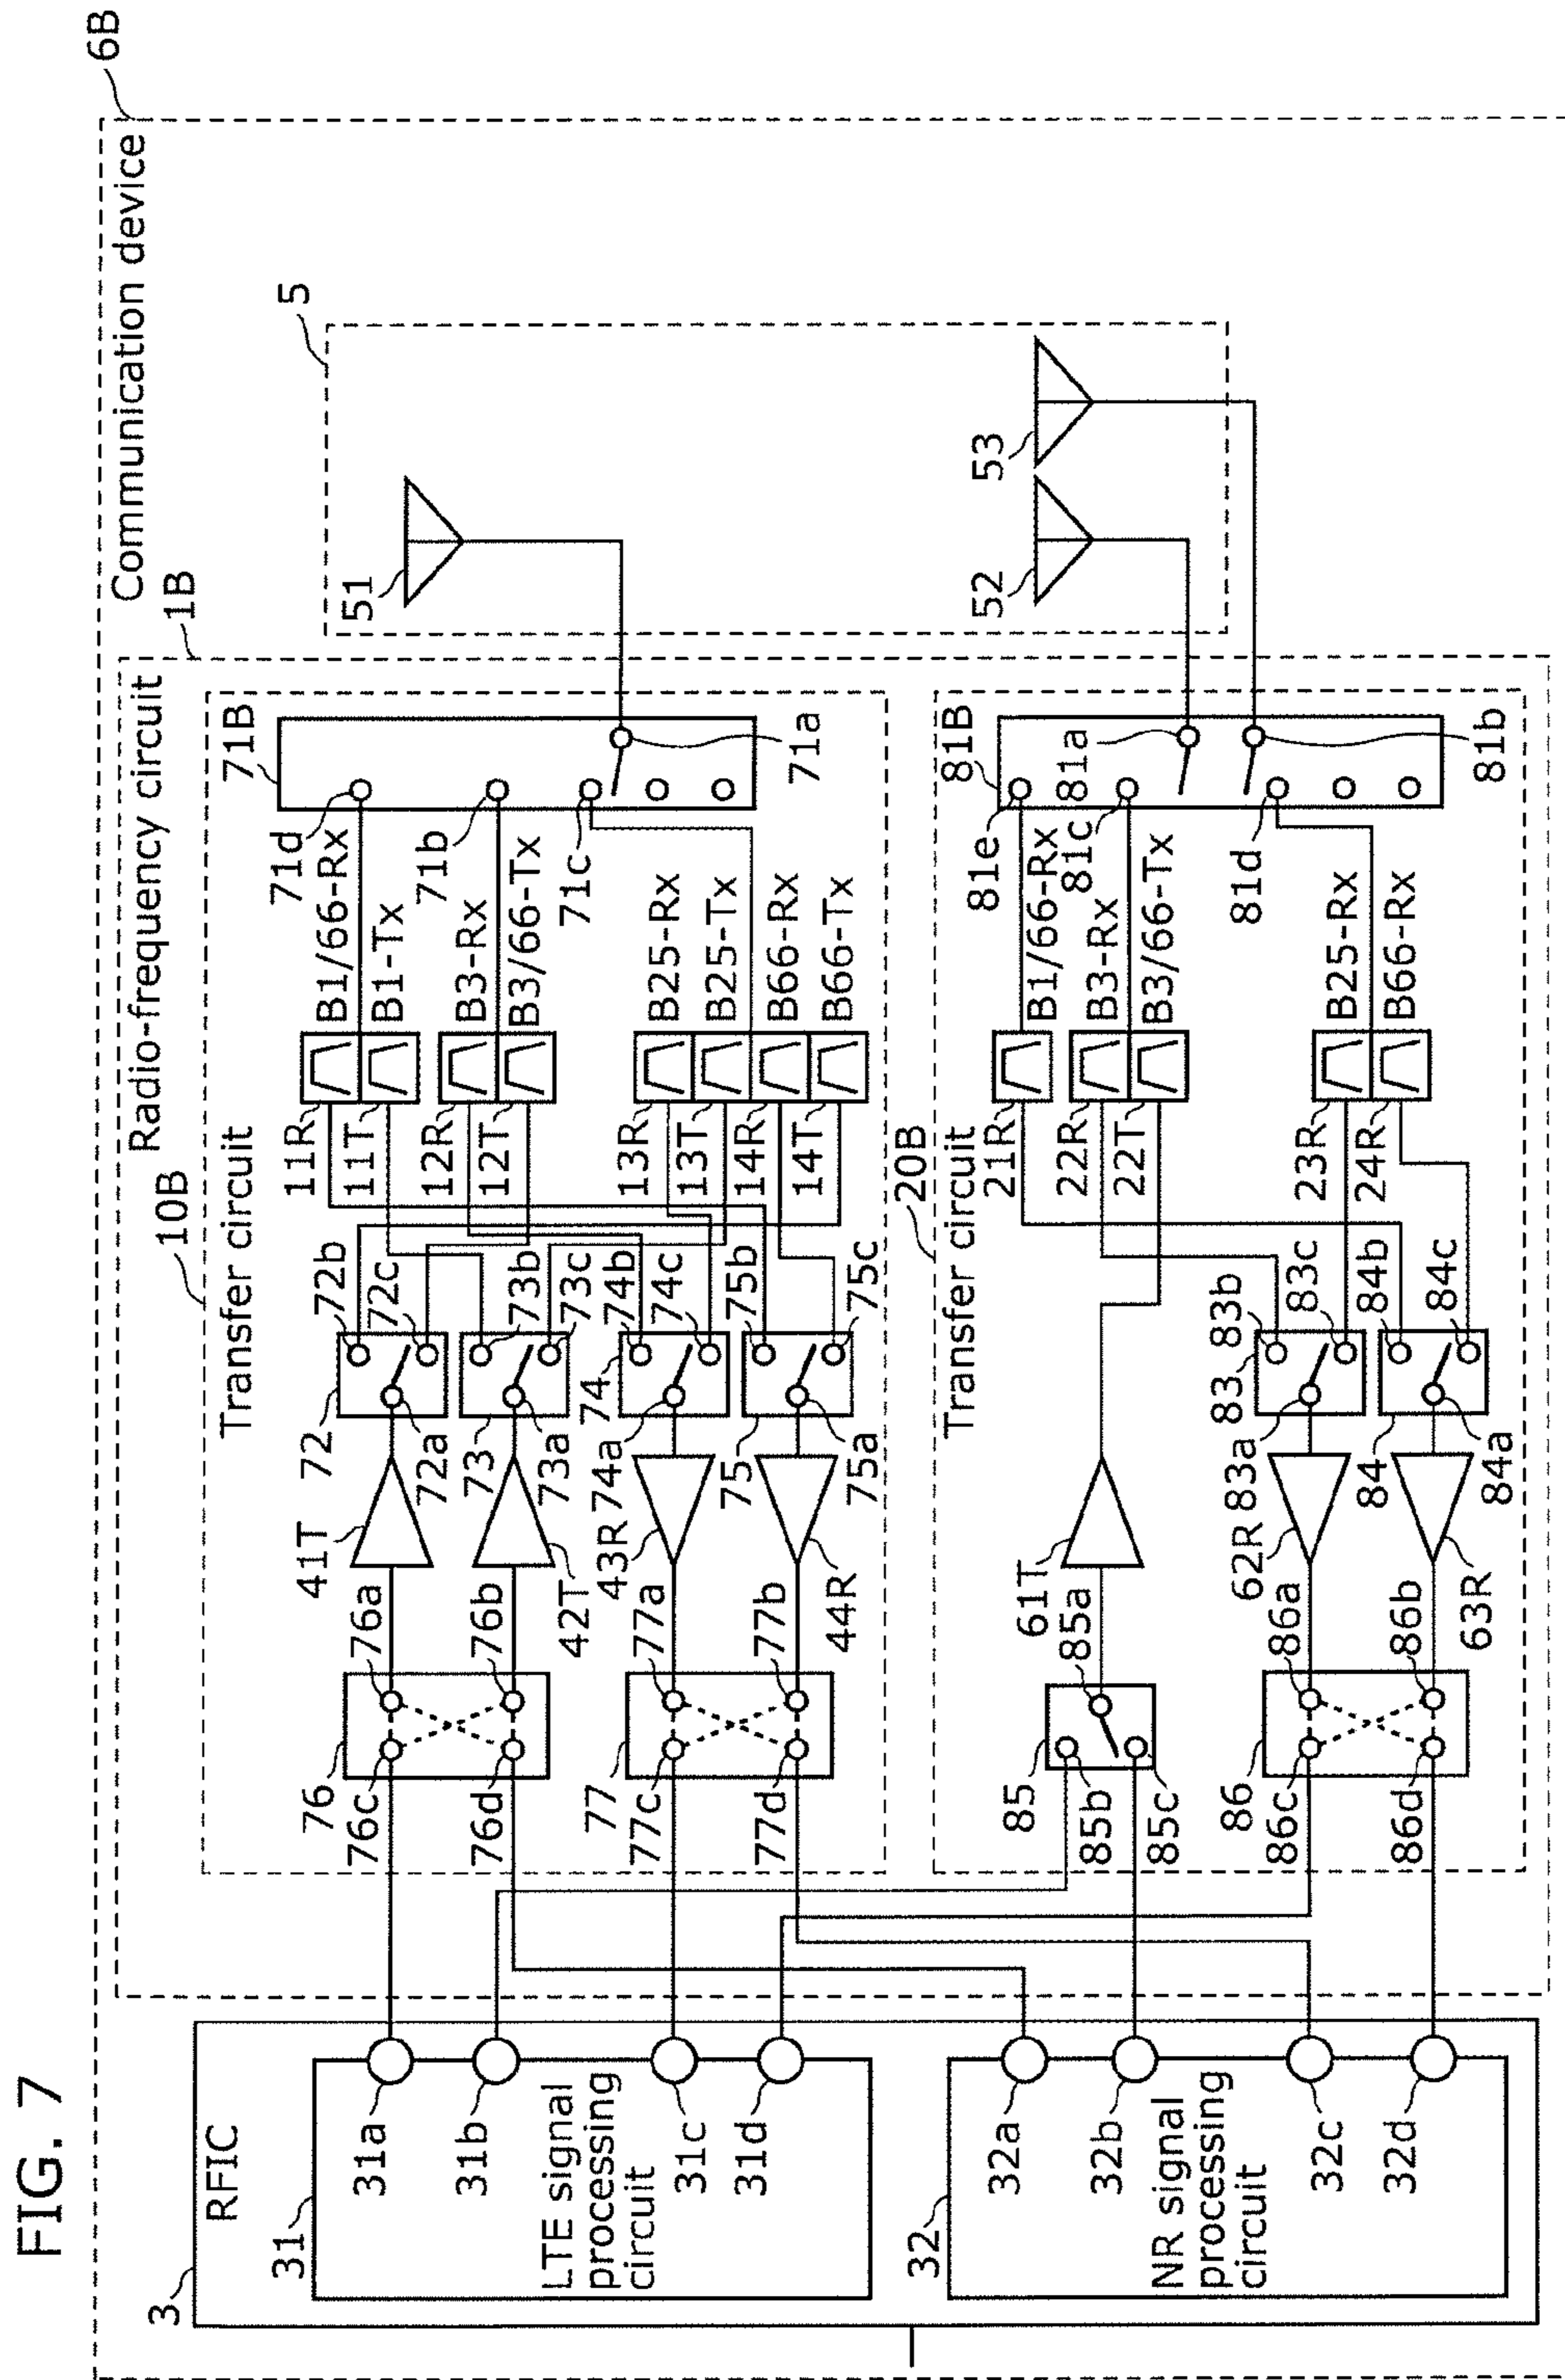 FIG. 7
6B
Communication device
1B
Radio-frequency circuit
10B
Transfer circuit
3
RFIC
31
LTE signal
processing
circuit
31a
31b
31c
31d
32
NR signal
processing
circuit
32a
32b
32c
32d
76
76a
76b
76c
76d
77
77a
77b
77c
77d
41T
42T
43R
44R
72
72a
72b
72c
73
73a
73b
73c
74
74a
74b
74c
75
75a
75b
75c
11R
11T
12R
12T
13R
13T
14R
14T
B1/66-Rx
B1-Tx
B3-Rx
B3/66-Tx
B25-Rx
B25-Tx
B66-Rx
B66-Tx
71B
71d
71b
71c
71a
5
51
52
53
20B
Transfer circuit
85
85a
85b
85c
86
86a
86b
86c
86d
61T
62R
63R
83
83a
83b
83c
84
84a
84b
84c
21R
22R
22T
23R
24R
B1/66-Rx
B3-Rx
B3/66-Tx
B25-Rx
B66-Rx
81B
81e
81c
81a
81d
81b